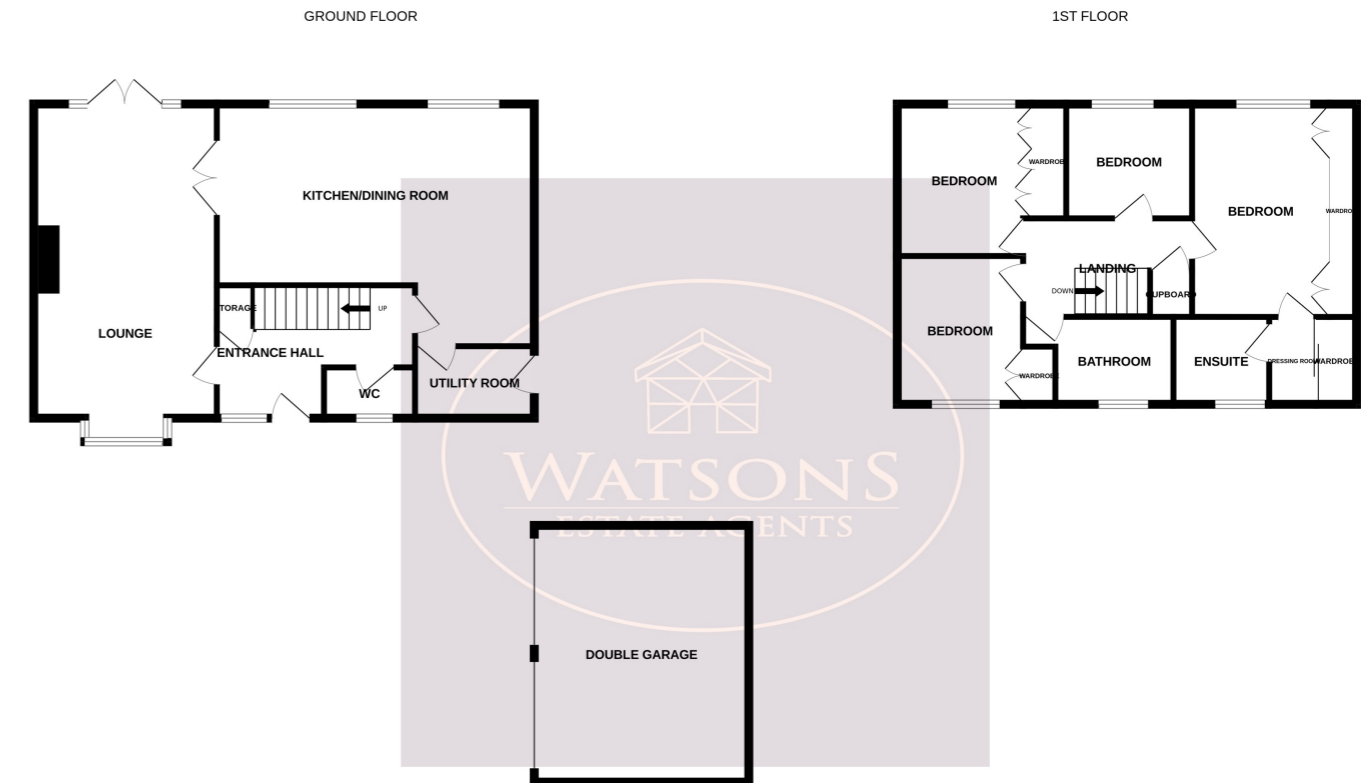 GROUND FLOOR
1ST FLOOR
KITCHEN/DINING ROOM
LOUNGE
TORAGE
UP
ENTRANCE HALL
WC
UTILITY ROOM
BEDROOM
WARDROBE
BEDROOM
BEDROOM
WARDRO
LANDING
DOWN
CUPBOARD
BEDROOM
WARDROBE
BATHROOM
ENSUITE
DRESSING ROOM
WARDROBE
WATSONS
ESTATE AGENTS
DOUBLE GARAGE